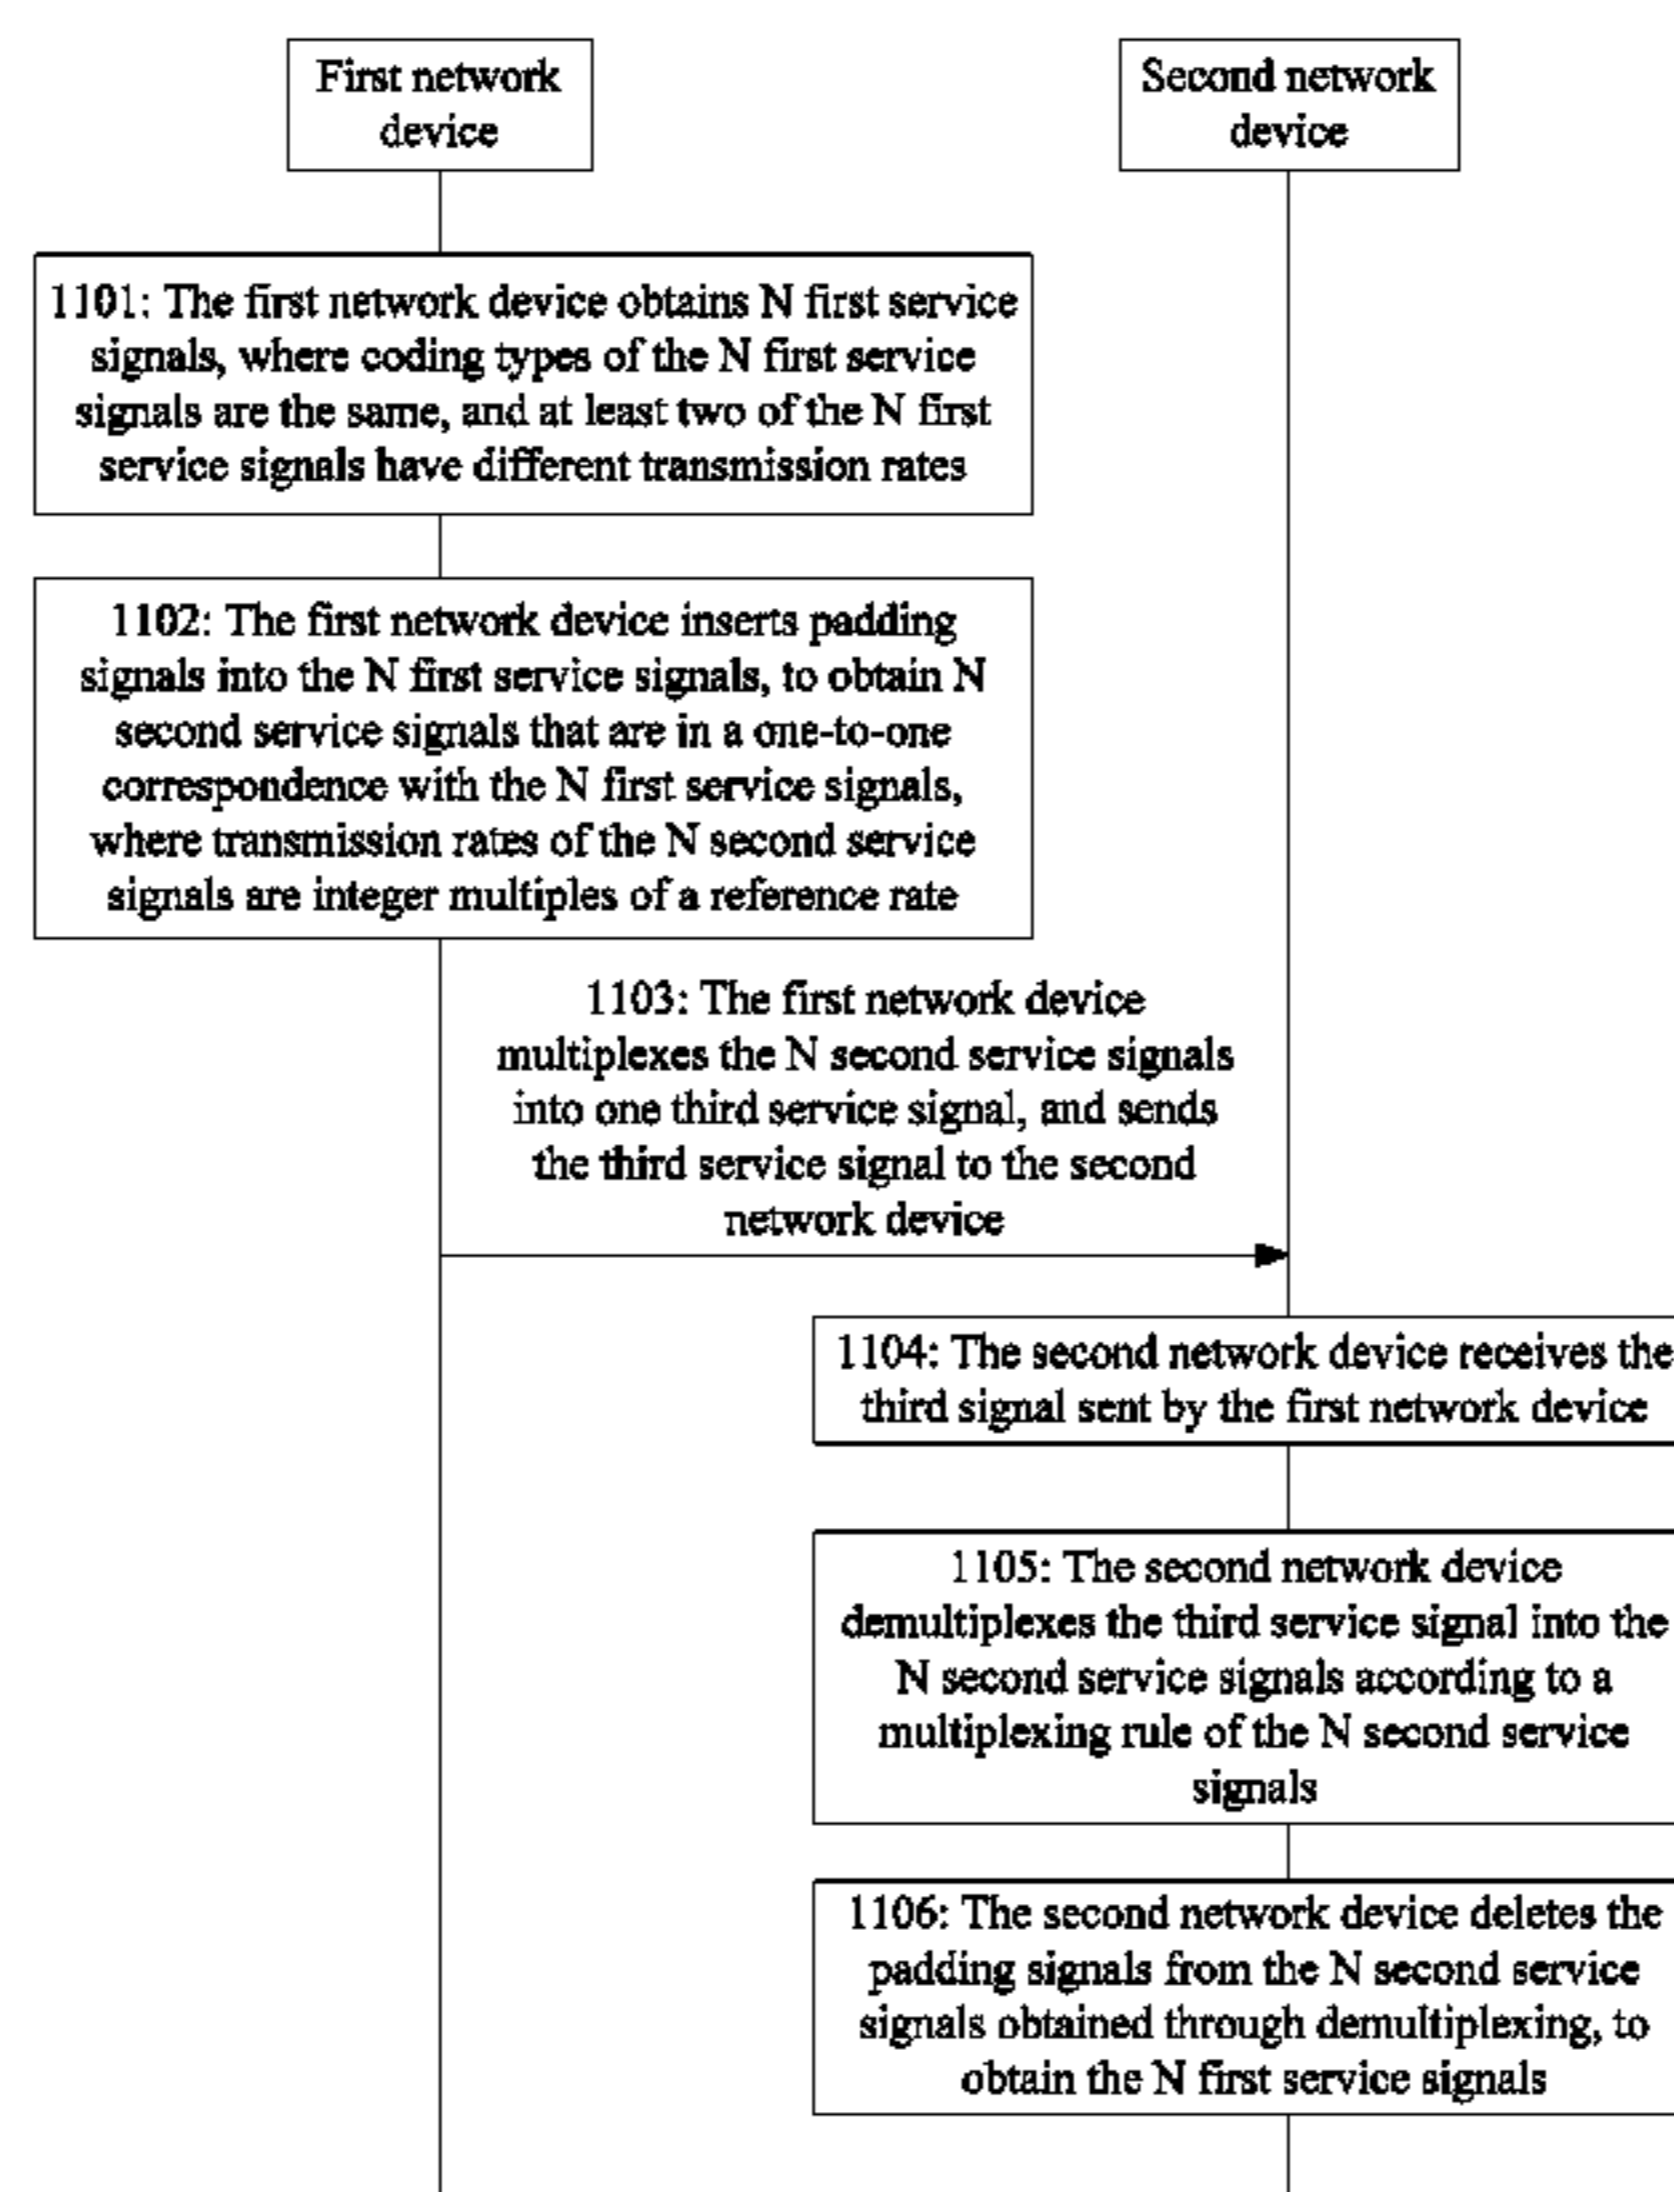 First network
device
Second network
device
1101: The first network device obtains N first service
signals, where coding types of the N first service
signals are the same, and at least two of the N first
service signals have different transmission rates
1102: The first network device inserts padding
signals into the N first service signals, to obtain N
second service signals that are in a one-to-one
correspondence with the N first service signals,
where transmission rates of the N second service
signals are integer multiples of a reference rate
1103: The first network device
multiplexes the N second service signals
into one third service signal, and sends
the third service signal to the second
network device
1104: The second network device receives the
third signal sent by the first network device
1105: The second network device
demultiplexes the third service signal into the
N second service signals according to a
multiplexing rule of the N second service
signals
1106: The second network device deletes the
padding signals from the N second service
signals obtained through demultiplexing, to
obtain the N first service signals